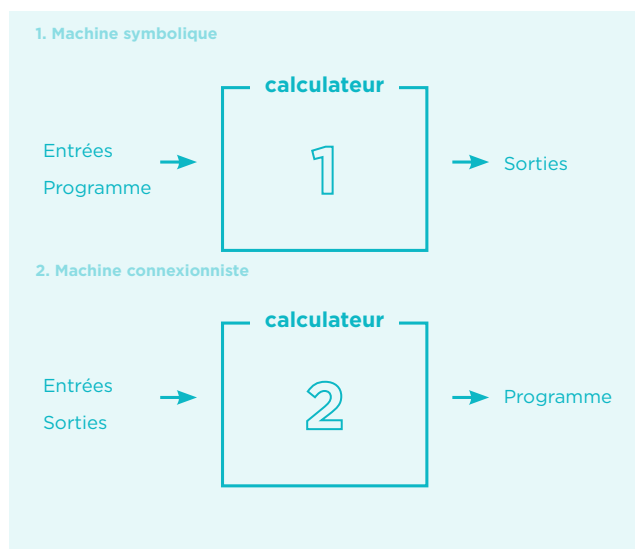 1. Machine symbolique
calculateur
1
Entrées
Programme
Sorties
2. Machine connexionniste
calculateur
2
Entrées
Sorties
Programme